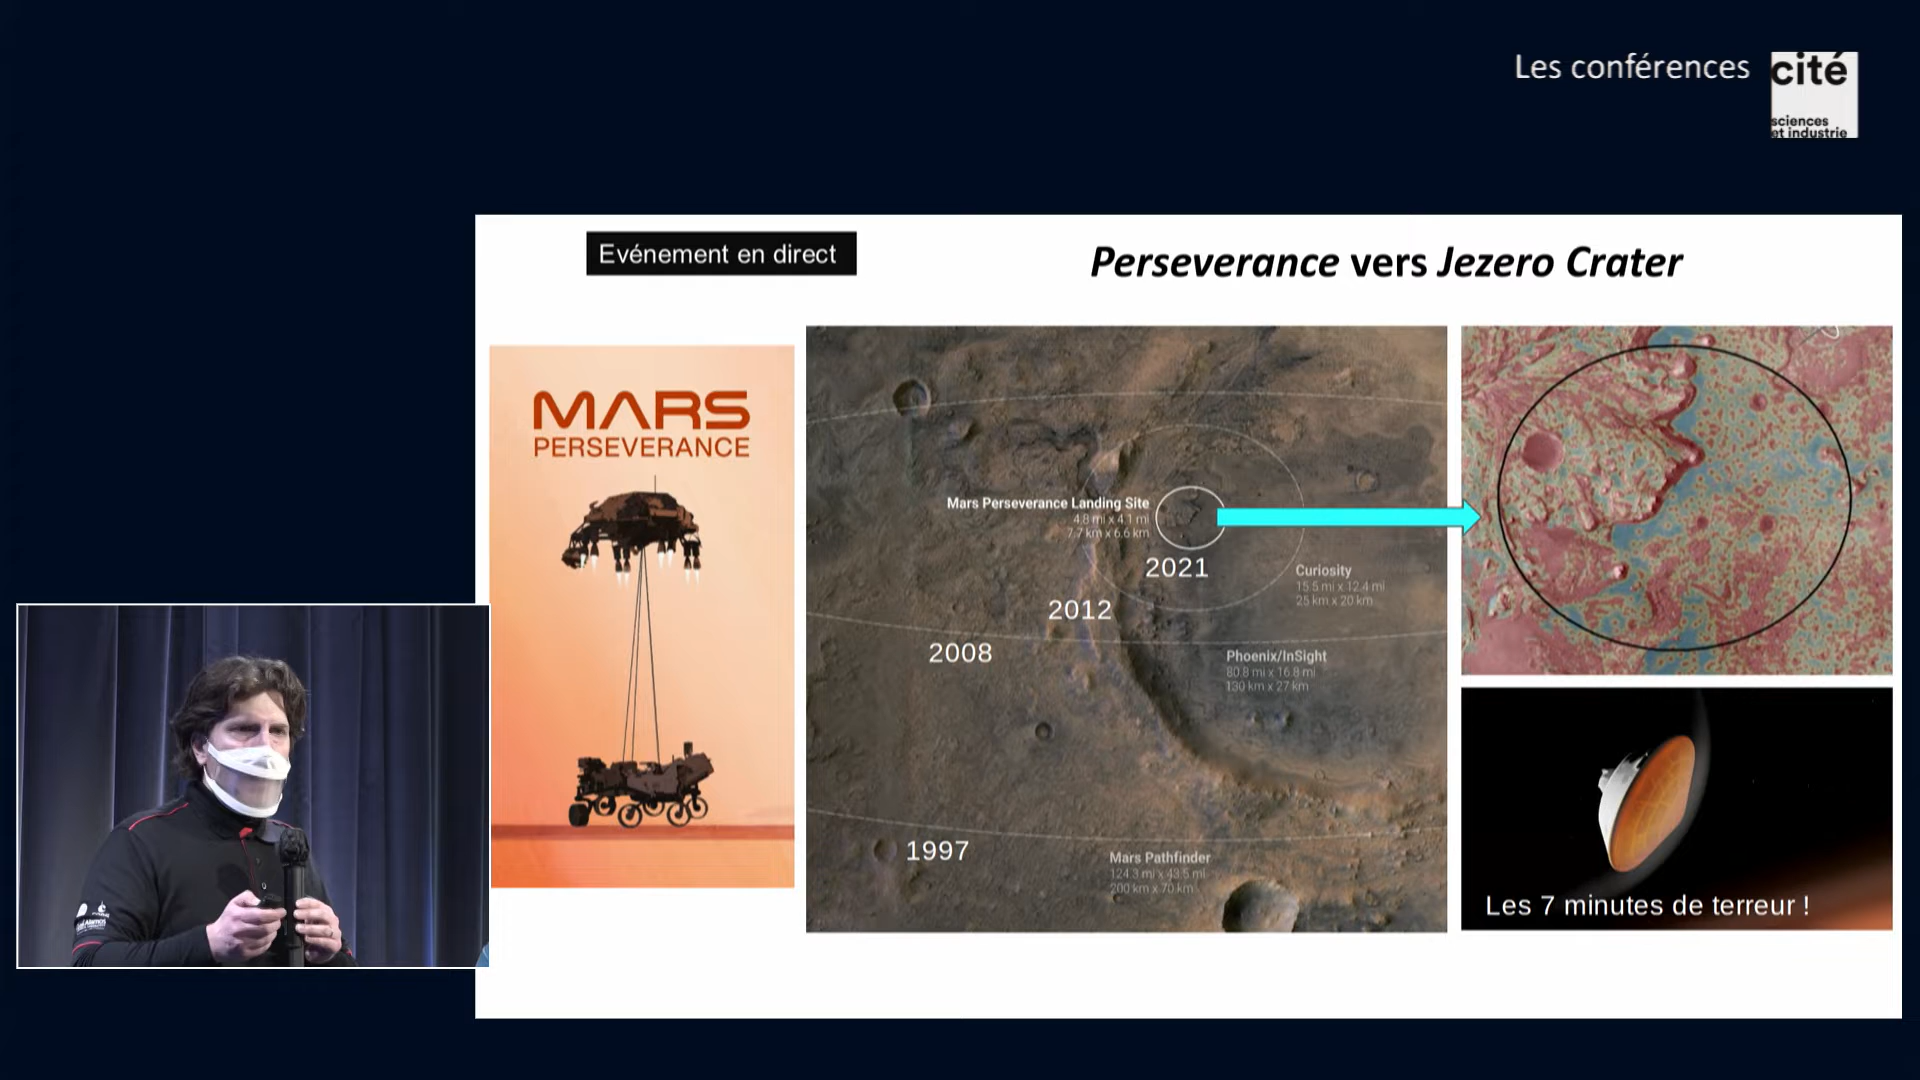 Les conférences
cité
sciences
et industrie
Evénement en direct
Perseverance vers Jezero Crater
MARS
PERSEVERANCE
Mars Perseverance Landing Site
4.8 mi x 4.1 mi
7.7 km x 6.6 km
2021
Curiosity
15.5 mi x 12.4 mi
25 km x 20 km
2012
2008
Phoenix/InSight
80.8 mi x 16.8 mi
130 km x 27 km
1997
Mars Pathfinder
124.3 mi x 43.5 mi
200 km x 70 km
Les 7 minutes de terreur !